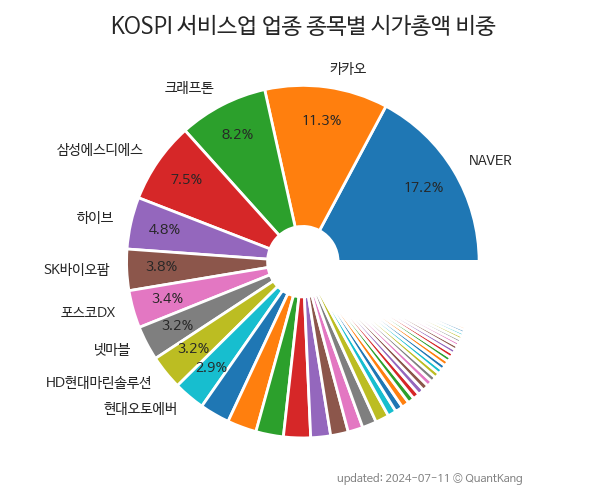 KOSPI 서비스업 업종 종목별 시가총액 비중
카카오
크래프톤
11.3%
8.2%
삼성에스디에스
NAVER
7.5%
17.2%
하이브
4.8%
SK바이오팜
3.8%
3.4%
포스코DX
3.2%
넷마블
3.2%
2.9%
HD현대마린솔루션
현대오토에버
updated: 2024-07-11 © QuantKang